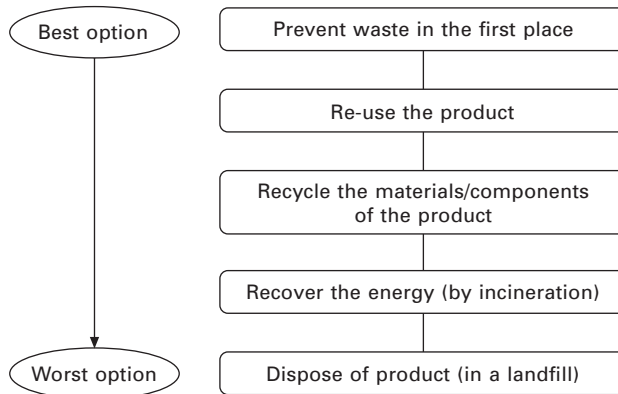 Best option
Prevent waste in the first place
Re-use the product
Recycle the materials/components
of the product
Recover the energy (by incineration)
Worst option
Dispose of product (in a landfill)